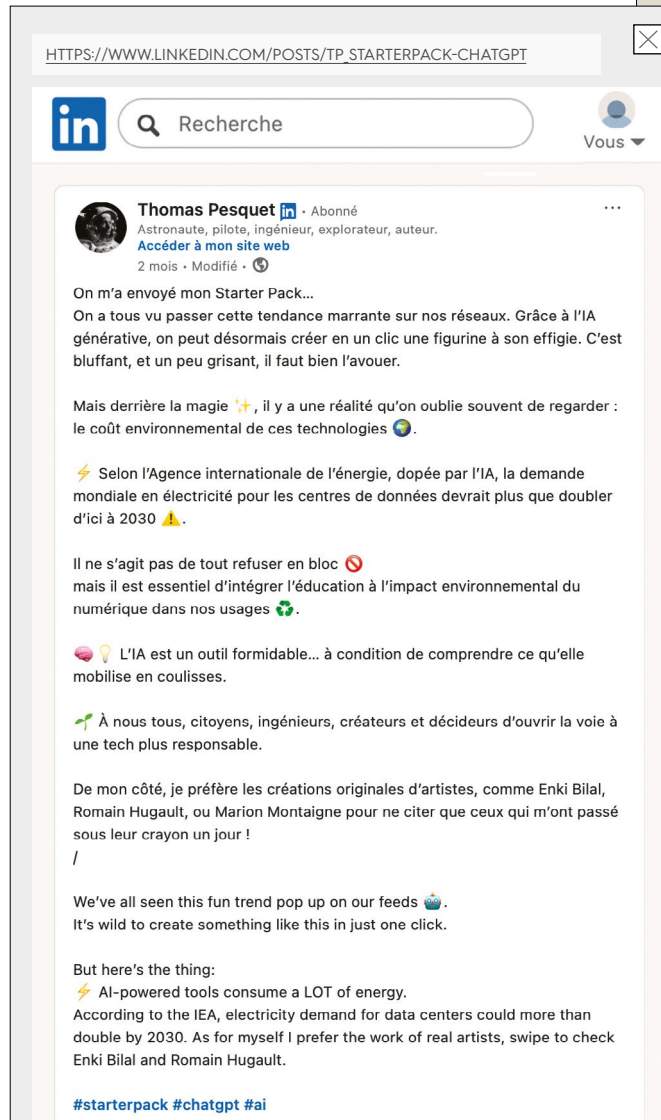 HTTPS://WWW.LINKEDIN.COM/POSTS/TP_STARTERPACK-CHATGPT
in
Recherche
Vous
Thomas Pesquet in • Abonné
Astronaute, pilote, ingénieur, explorateur, auteur.
Accéder à mon site web
2 mois • Modifié •
On m’a envoyé mon Starter Pack...
On a tous vu passer cette tendance marrante sur nos réseaux. Grâce à l’IA
générative, on peut désormais créer en un clic une figurine à son effigie. C’est
bluffant, et un peu grisant, il faut bien l’avouer.
Mais derrière la magie ✨, il y a une réalité qu’on oublie souvent de regarder :
le coût environnemental de ces technologies 🌍.
⚡ Selon l’Agence internationale de l’énergie, dopée par l’IA, la demande
mondiale en électricité pour les centres de données devrait plus que doubler
d’ici à 2030 ⚠️.
Il ne s’agit pas de tout refuser en bloc 🚫
mais il est essentiel d’intégrer l’éducation à l’impact environnemental du
numérique dans nos usages ♻️.
🧠💡 L’IA est un outil formidable... à condition de comprendre ce qu’elle
mobilise en coulisses.
🌱 À nous tous, citoyens, ingénieurs, créateurs et décideurs d’ouvrir la voie à
une tech plus responsable.
De mon côté, je préfère les créations originales d’artistes, comme Enki Bilal,
Romain Hugault, ou Marion Montaigne pour ne citer que ceux qui m’ont passé
sous leur crayon un jour !
/
We’ve all seen this fun trend pop up on our feeds 🤖.
It’s wild to create something like this in just one click.
But here’s the thing:
⚡ AI-powered tools consume a LOT of energy.
According to the IEA, electricity demand for data centers could more than
double by 2030. As for myself I prefer the work of real artists, swipe to check
Enki Bilal and Romain Hugault.
#starterpack #chatgpt #ai